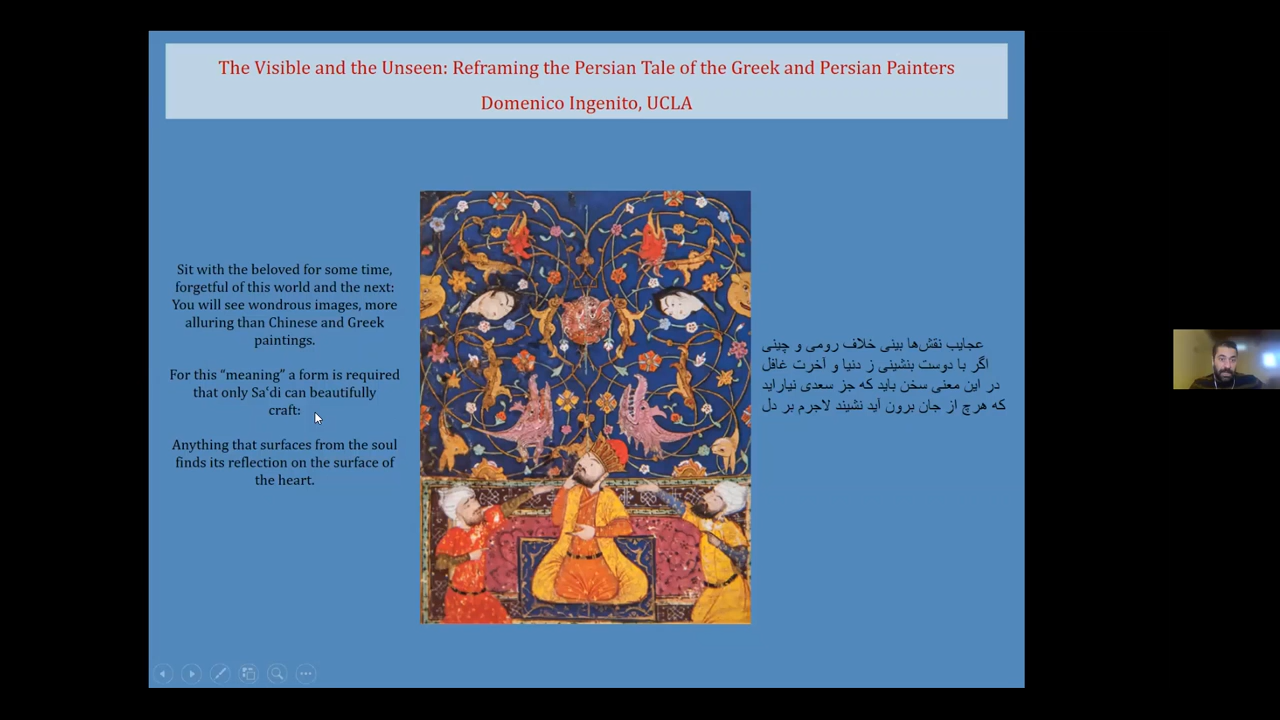 The Visible and the Unseen: Reframing the Persian Tale of the Greek and Persian Painters
Domenico Ingenito, UCLA
Sit with the beloved for some time,
forgetful of this world and the next:
You will see wondrous images, more
alluring than Chinese and Greek
paintings.
For this “meaning” a form is required
that only Sa‘di can beautifully
craft:
Anything that surfaces from the soul
finds its reflection on the surface of
the heart.
عجایب نقش‌ها بینی خلاف رومی و چینی
اگر با دوست بنشینی ز دنیا و آخرت غافل
در این معنی سخن باید که جز سعدی نیاراید
که هرچ از جان برون آید نشیند لاجرم بر دل